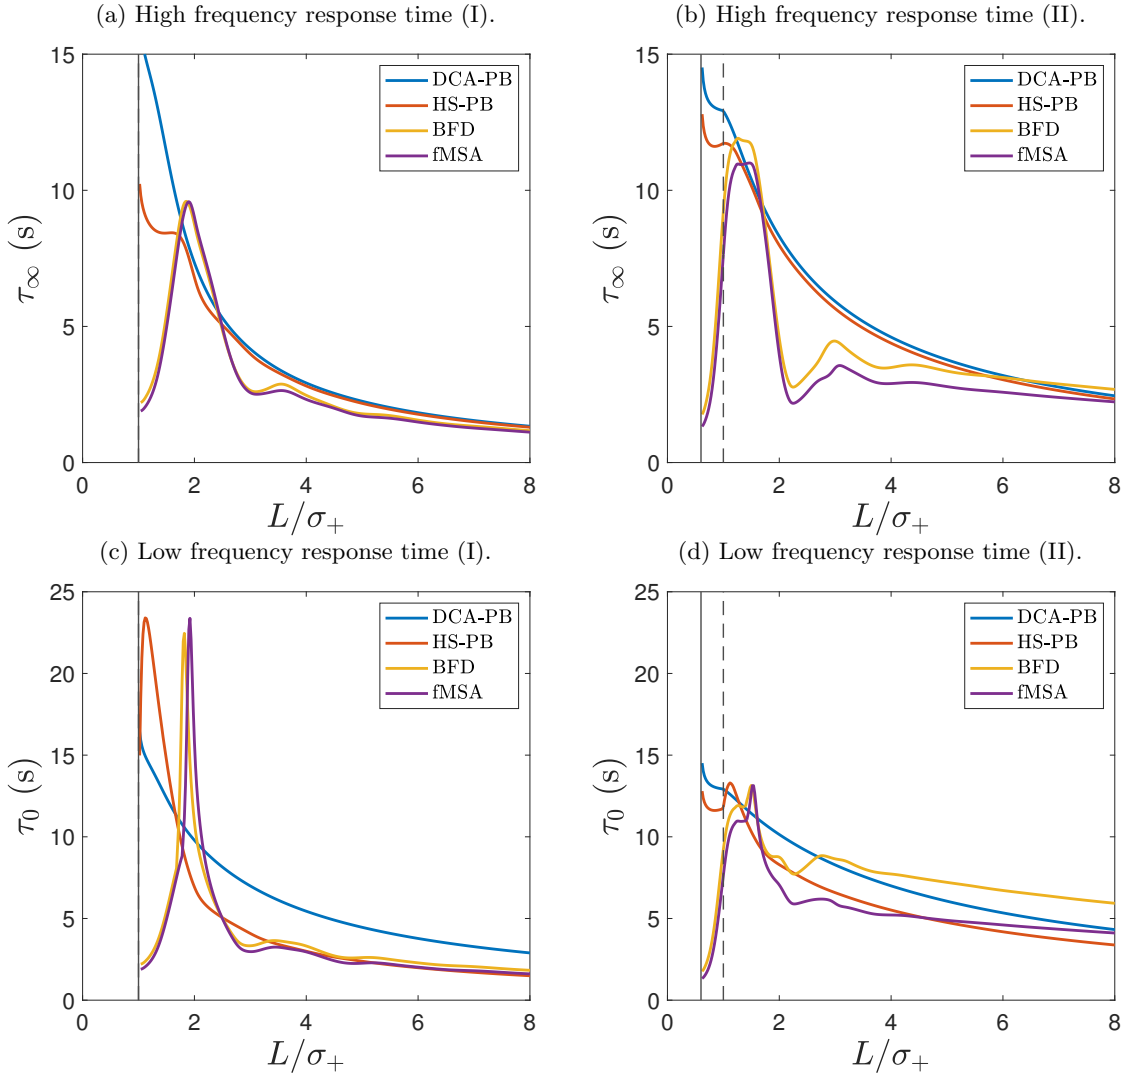 (a) High frequency response time (I).
15
10
5
0
0 2 4 6 8
τ∞ (s)
L/σ+
DCA-PB
HS-PB
BFD
fMSA
(b) High frequency response time (II).
15
10
5
0
0 2 4 6 8
τ∞ (s)
L/σ+
DCA-PB
HS-PB
BFD
fMSA
(c) Low frequency response time (I).
25
20
15
10
5
0
0 2 4 6 8
τ0 (s)
L/σ+
DCA-PB
HS-PB
BFD
fMSA
(d) Low frequency response time (II).
25
20
15
10
5
0
0 2 4 6 8
τ0 (s)
L/σ+
DCA-PB
HS-PB
BFD
fMSA